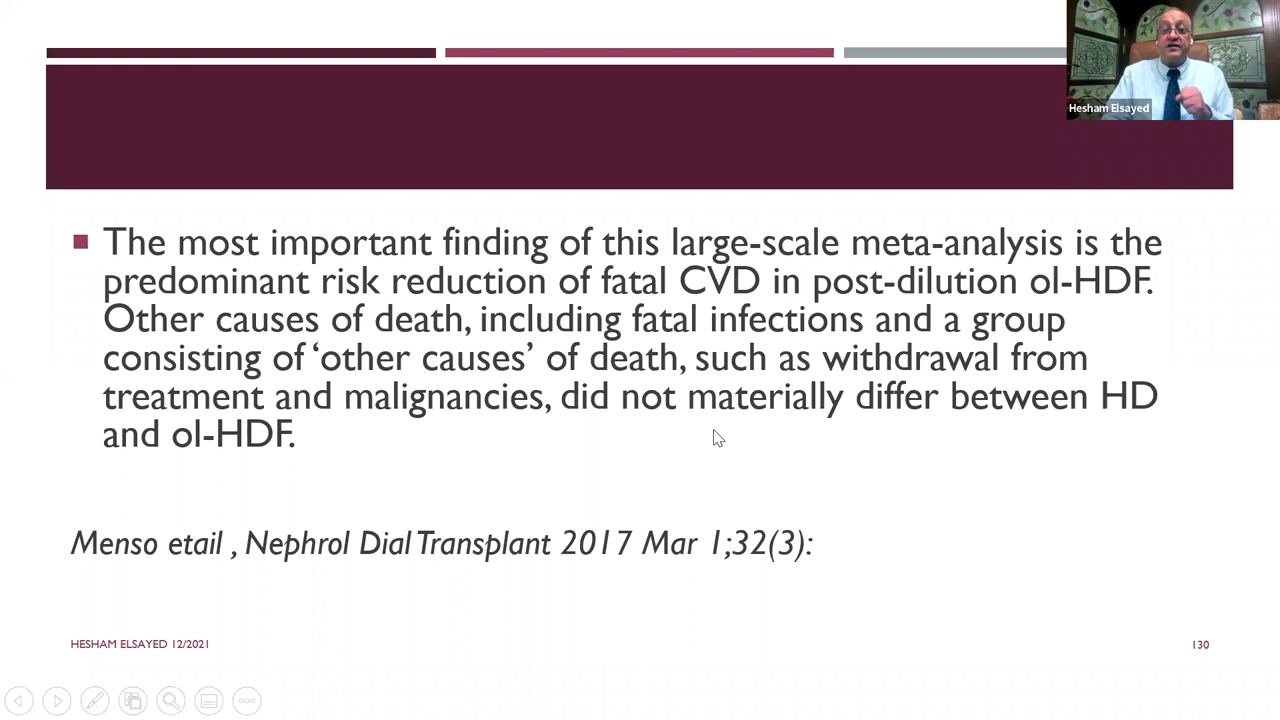 Hesham Elsayed
The most important finding of this large-scale meta-analysis is the
predominant risk reduction of fatal CVD in post-dilution ol-HDF.
Other causes of death, including fatal infections and a group
consisting of ‘other causes’ of death, such as withdrawal from
treatment and malignancies, did not materially differ between HD
and ol-HDF.
Menso etail , Nephrol Dial Transplant 2017 Mar 1;32(3):
HESHAM ELSAYED 12/2021
130